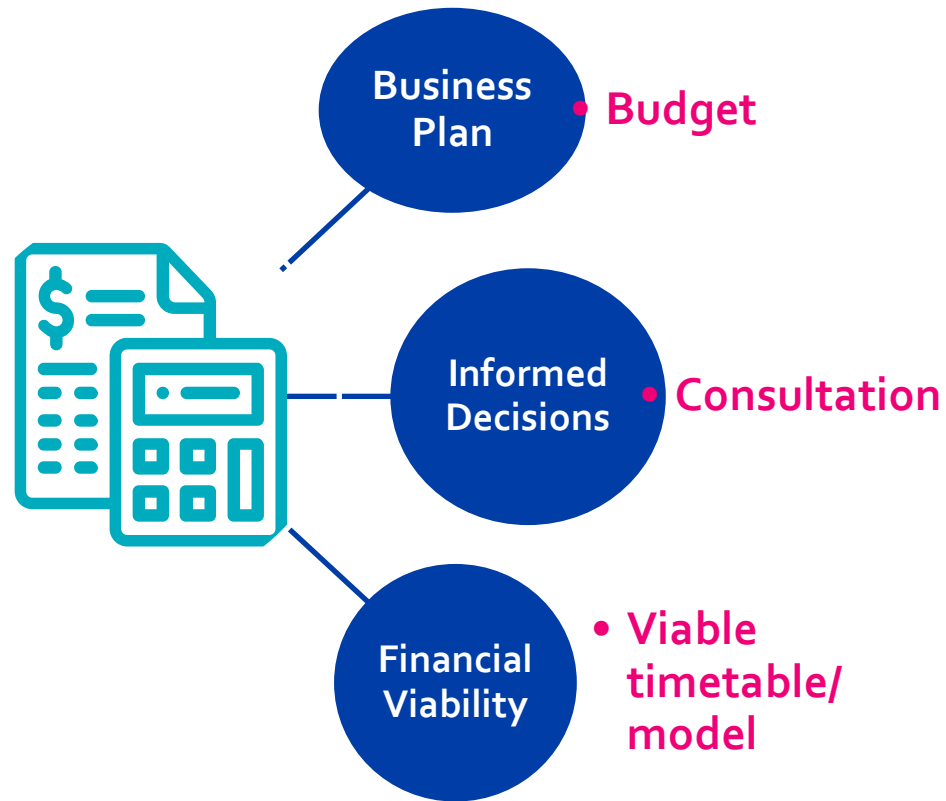 Business
Plan
• Budget
$
Informed
Decisions
• Consultation
Financial
Viability
• Viable
timetable/
model